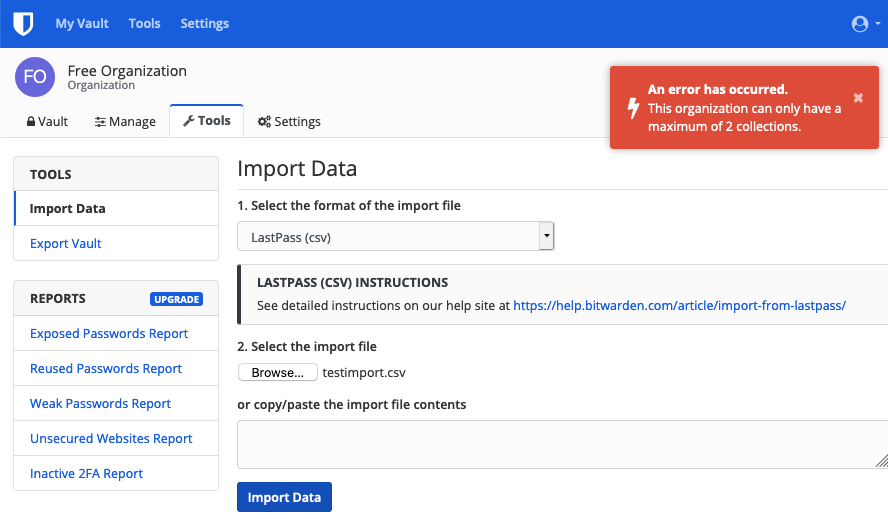 My Vault Tools Settings
FO Free Organization
Organization
An error has occurred.
This organization can only have a
maximum of 2 collections.
Vault Manage Tools Settings
TOOLS
Import Data
Export Vault
REPORTS UPGRADE
Exposed Passwords Report
Reused Passwords Report
Weak Passwords Report
Unsecured Websites Report
Inactive 2FA Report
Import Data
1. Select the format of the import file
LastPass (csv)
LASTPASS (CSV) INSTRUCTIONS
See detailed instructions on our help site at https://help.bitwarden.com/article/import-from-lastpass/
2. Select the import file
Browse... testimport.csv
or copy/paste the import file contents
Import Data